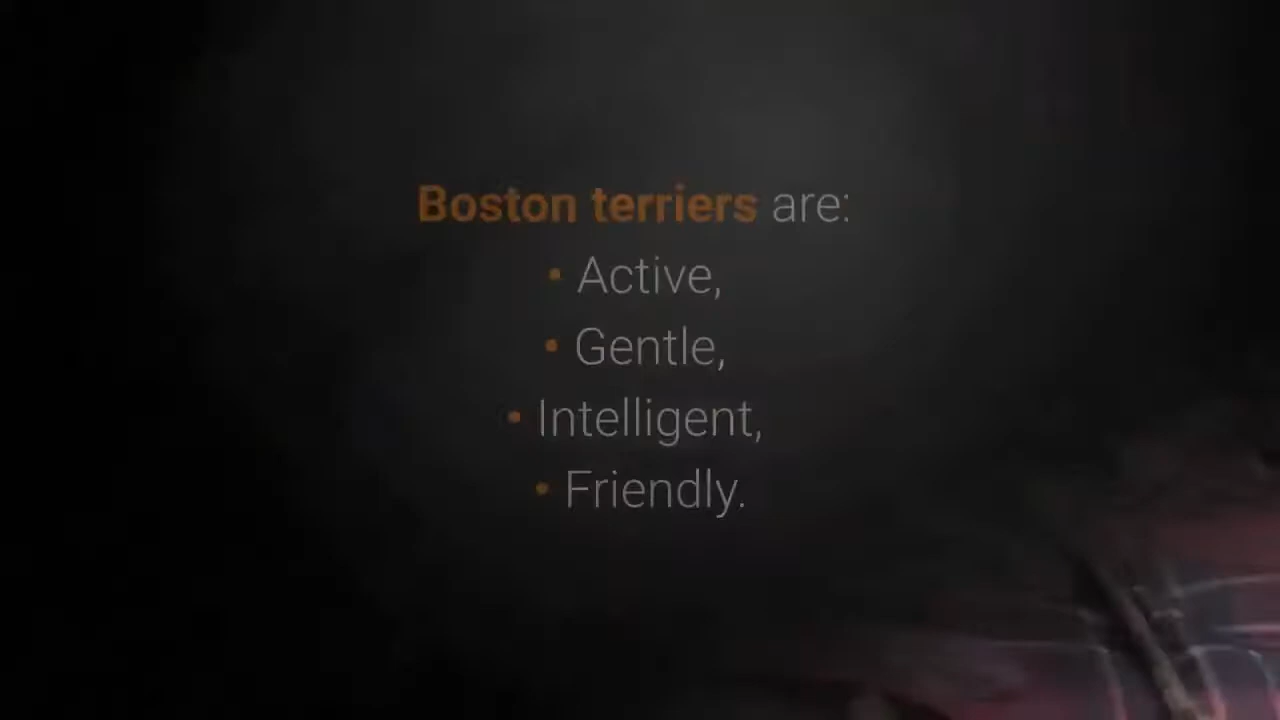 Boston terriers are:
• Active,
• Gentle,
• Intelligent,
• Friendly.